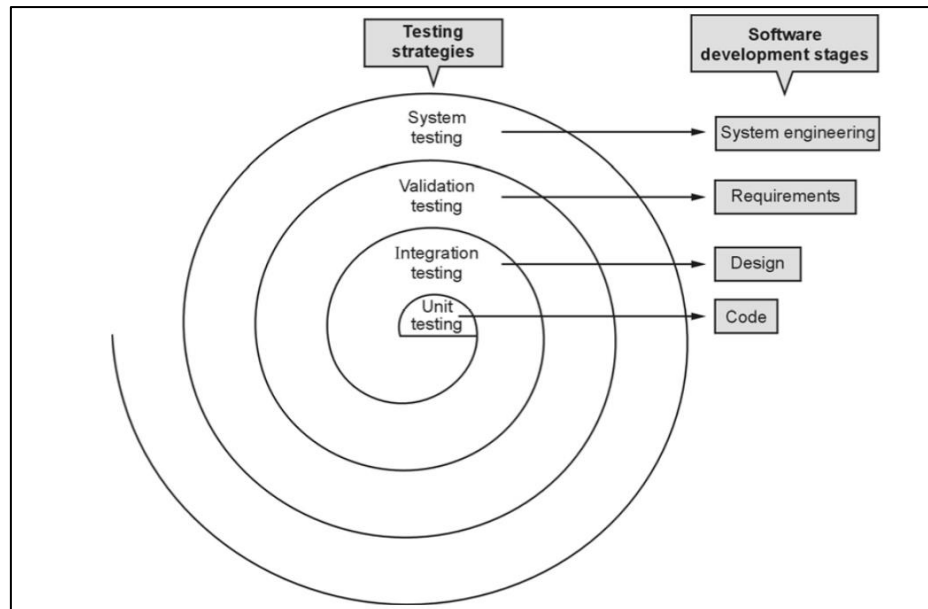 Testing
strategies
Software
development stages
System
testing
System engineering
Validation
testing
Requirements
Integration
testing
Design
Unit
testing
Code